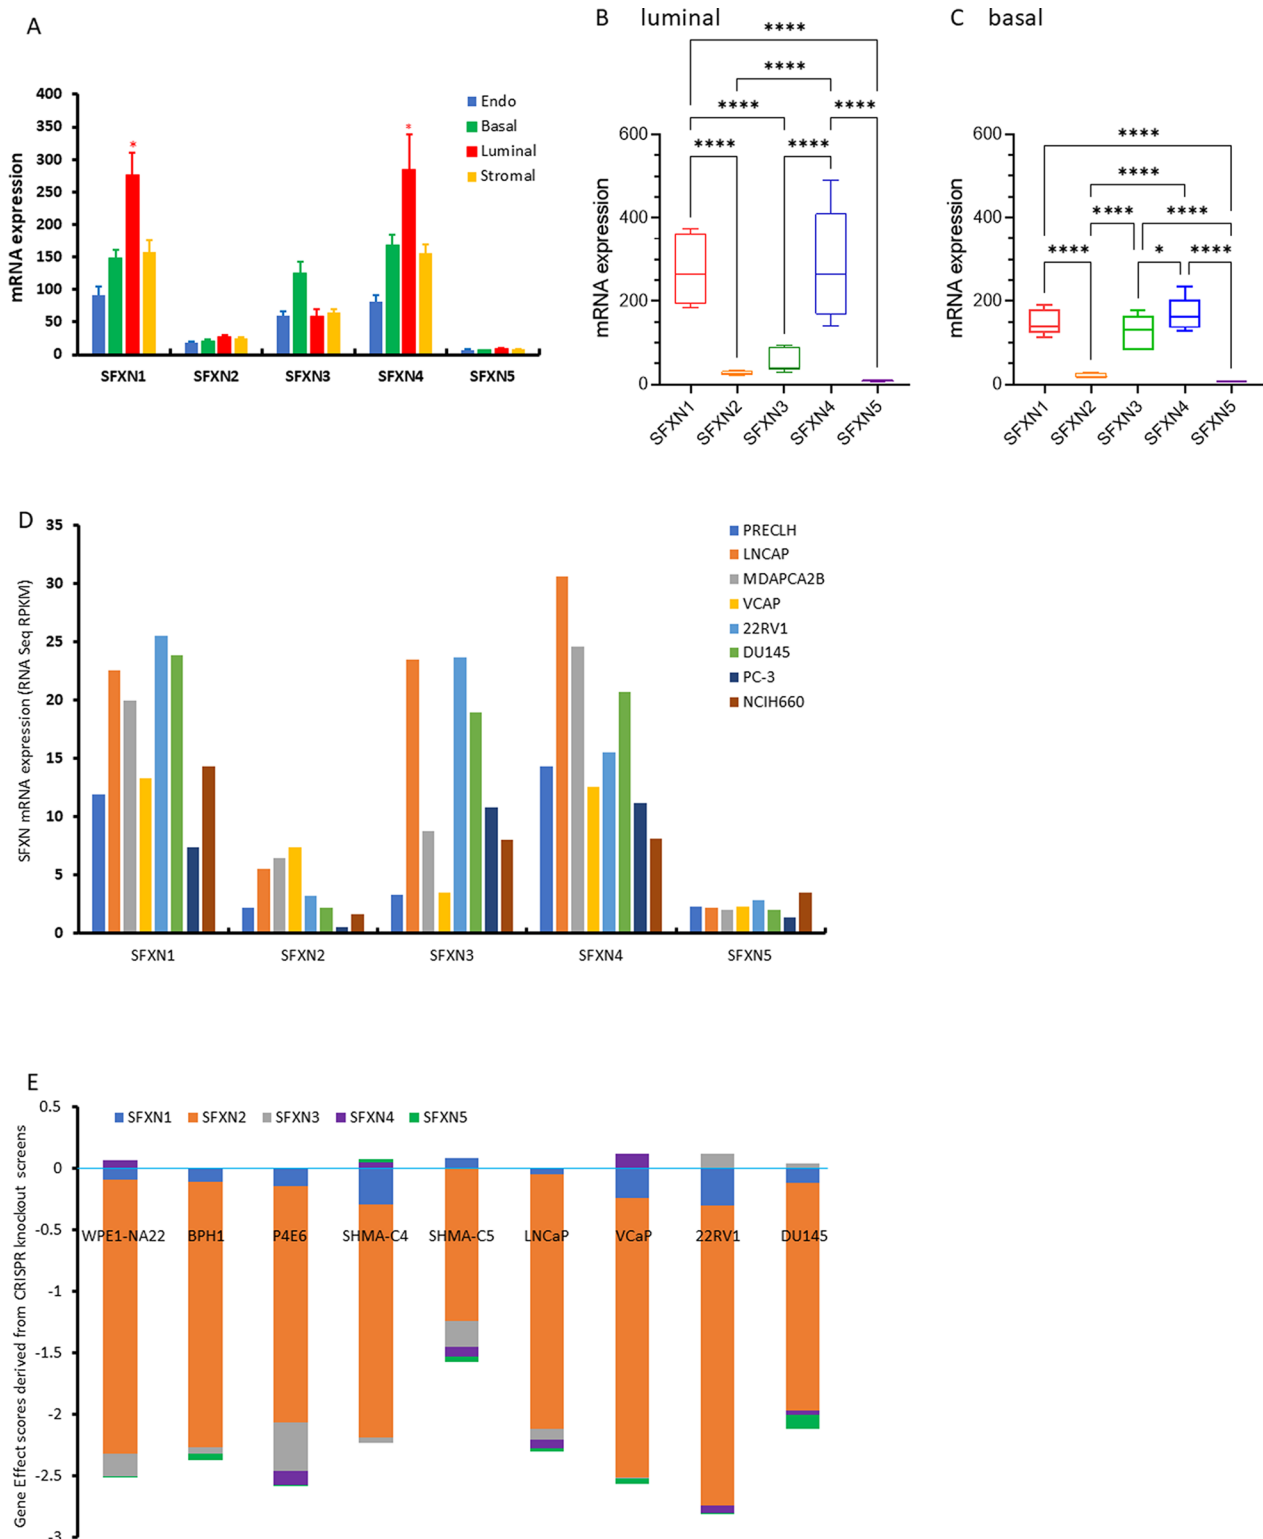 A
mRNA expression
400
350
300
250
200
150
100
50
0
*
*
Endo
Basal
Luminal
Stromal
SFXN1 SFXN2 SFXN3 SFXN4 SFXN5
B luminal
mRNA expression
600
400
200
0
****
****
**** ****
**** ****
SFXN1 SFXN2 SFXN3 SFXN4 SFXN5
C basal
mRNA expression
600
400
200
0
****
****
**** ****
**** * ****
SFXN1 SFXN2 SFXN3 SFXN4 SFXN5
D
SFXN mRNA expression (RNA Seq RPKM)
35
30
25
20
15
10
5
0
PRECLH
LNCAP
MDAPCA2B
VCAP
22RV1
DU145
PC-3
NCIH660
SFXN1 SFXN2 SFXN3 SFXN4 SFXN5
E
Gene Effect scores derived from CRISPR knockout screens
0.5
0
-0.5
-1
-1.5
-2
-2.5
-3
SFXN1 SFXN2 SFXN3 SFXN4 SFXN5
WPE1-NA22 BPH1 P4E6 SHMA-C4 SHMA-C5 LNCaP VCaP 22RV1 DU145